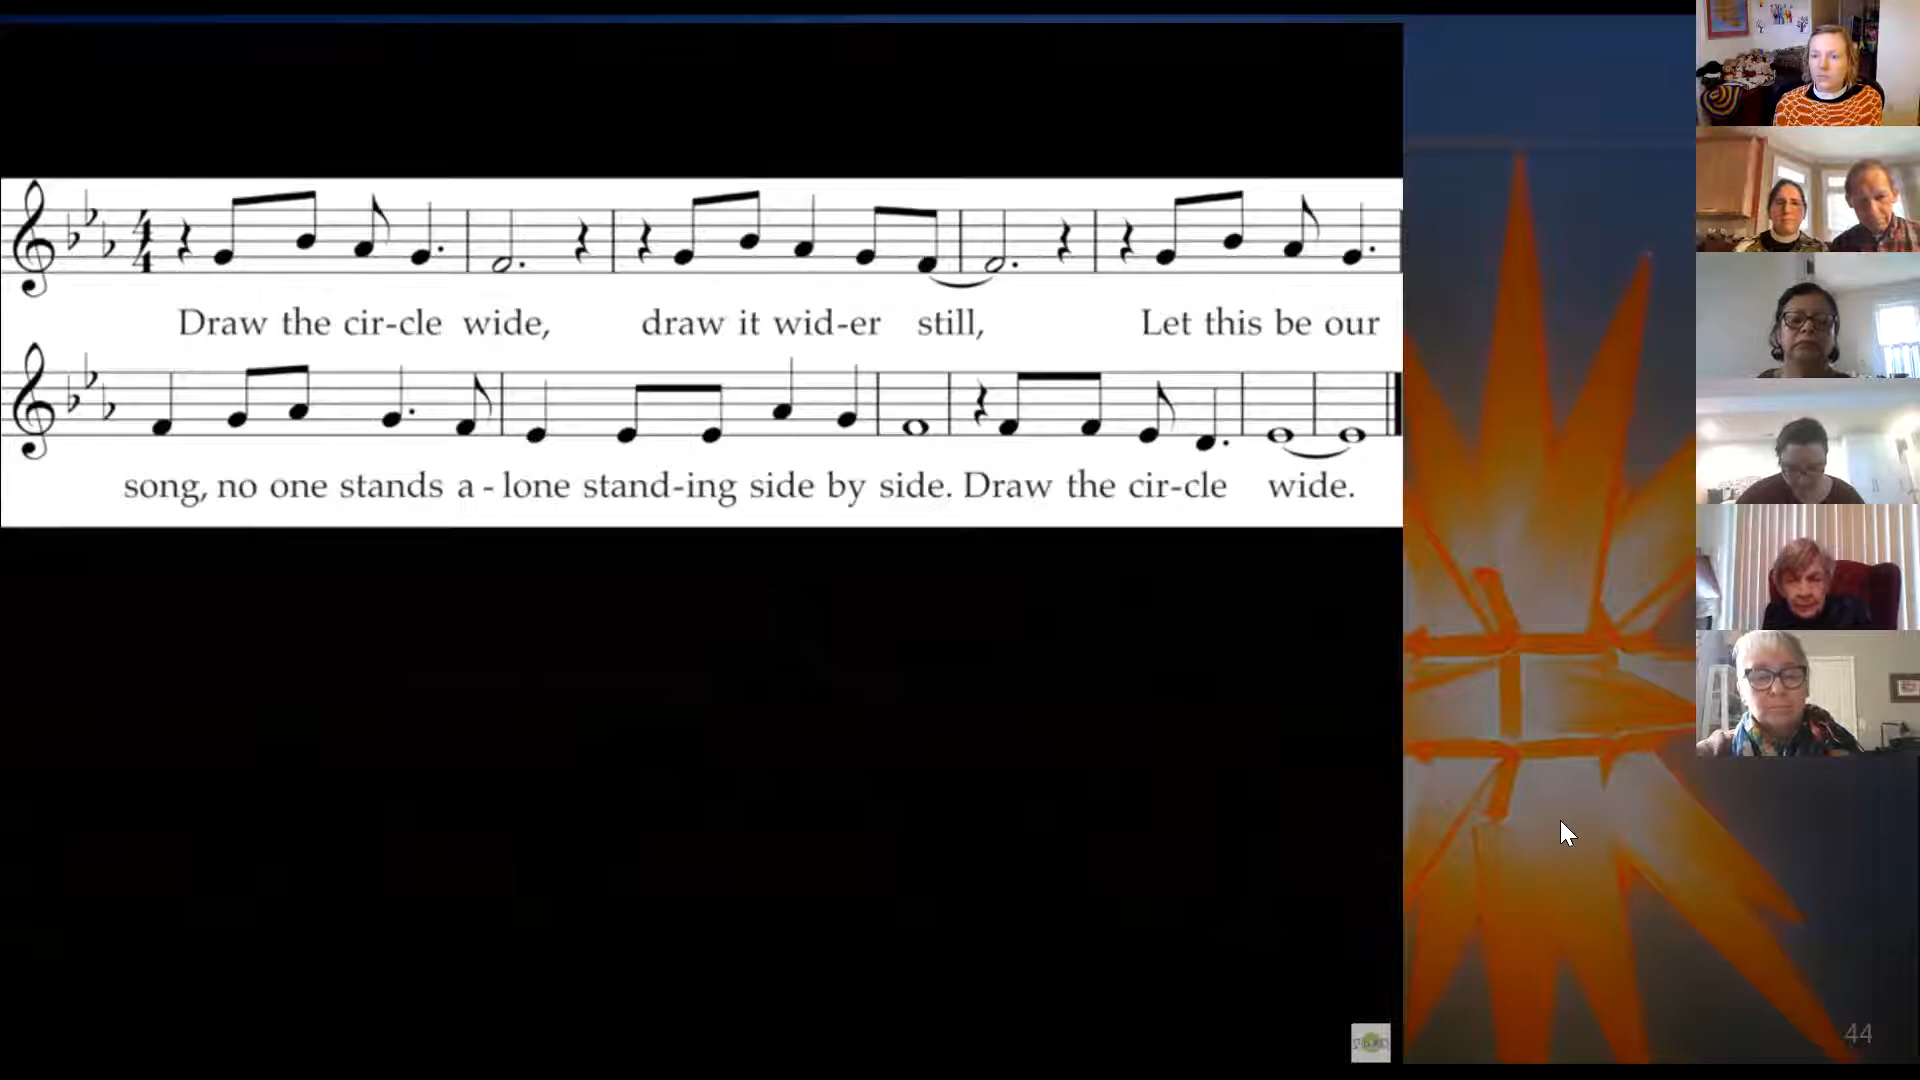 Draw the cir-cle wide, draw it wid-er still, Let this be our
song, no one stands a - lone stand-ing side by side. Draw the cir-cle wide.
44